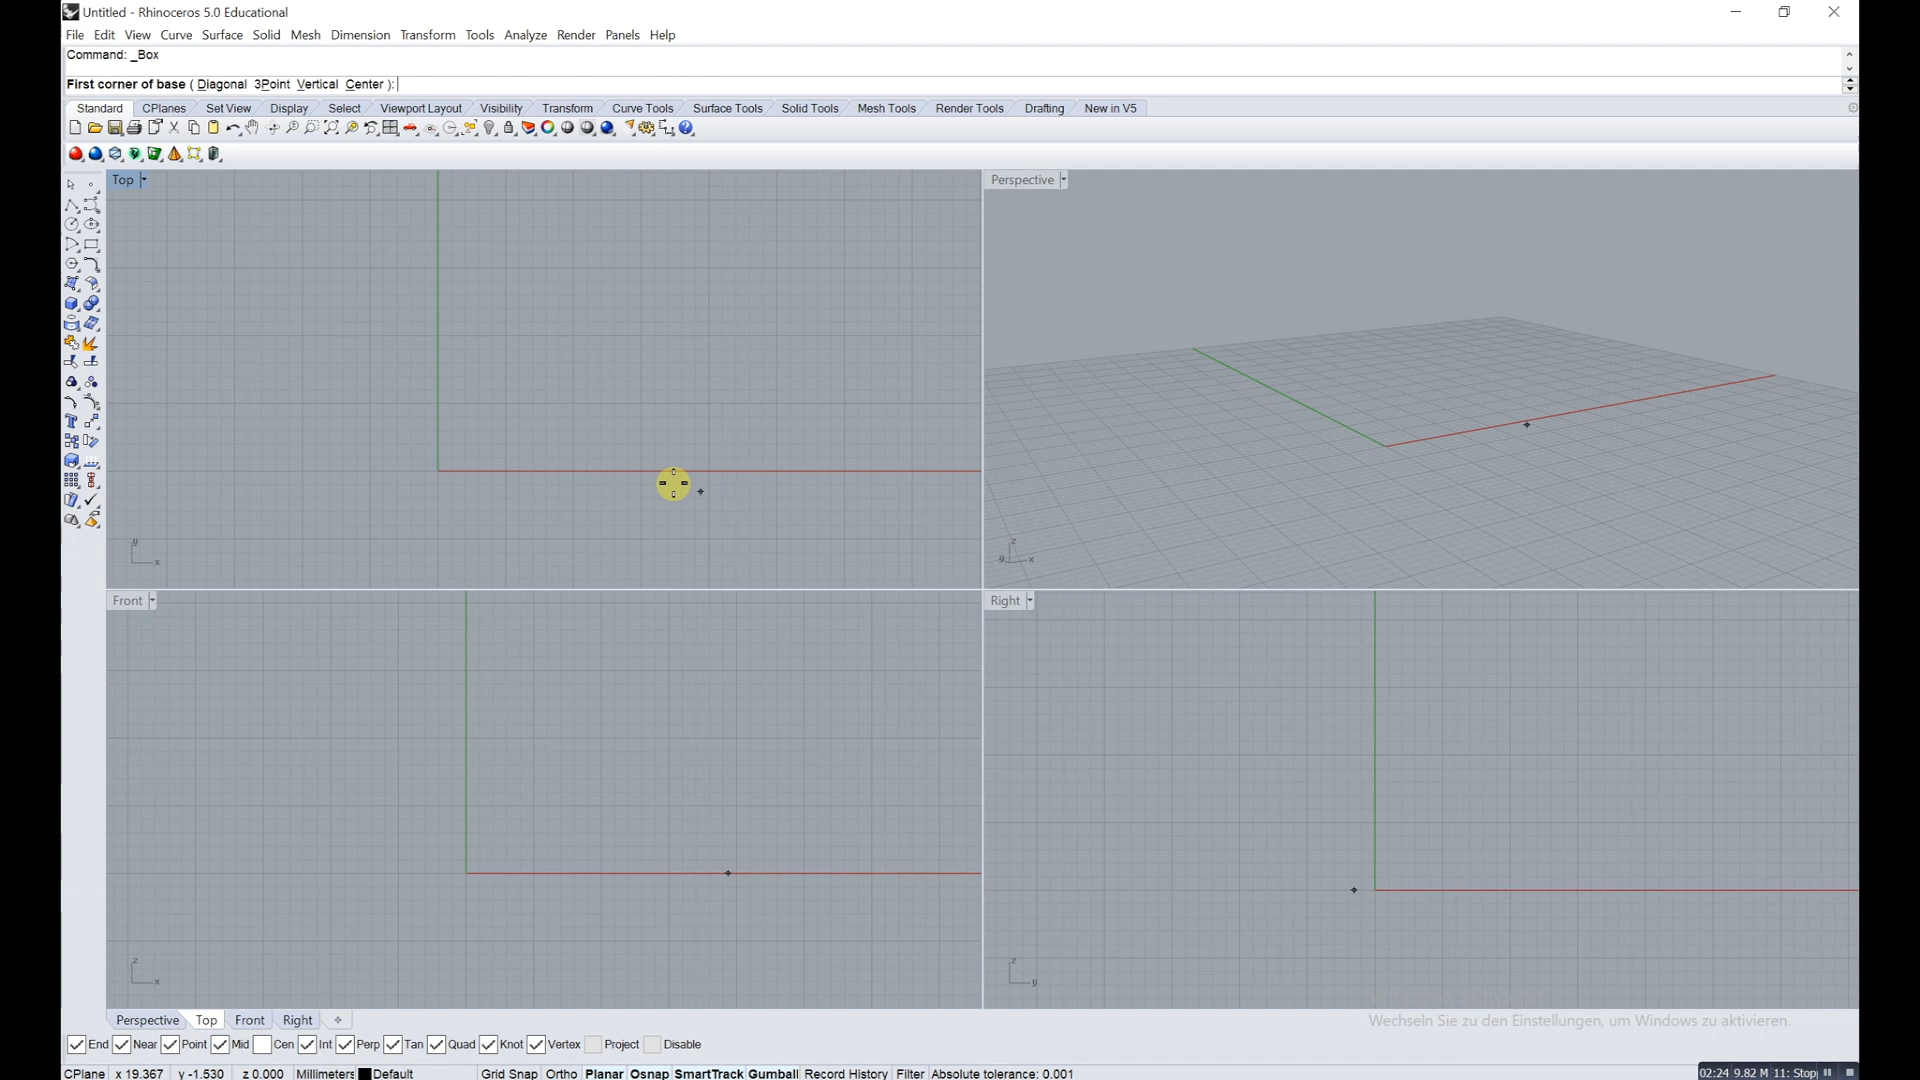 Untitled - Rhinoceros 5.0 Educational
File Edit View Curve Surface Solid Mesh Dimension Transform Tools Analyze Render Panels Help
Command: _Box
First corner of base ( Diagonal 3Point Vertical Center ):
Standard CPlanes Set View Display Select Viewport Layout Visibility Transform Curve Tools Surface Tools Solid Tools Mesh Tools Render Tools Drafting New in V5
Top
Perspective
y
x
z
y
x
Front
Right
z
x
z
y
Perspective Top Front Right
Wechseln Sie zu den Einstellungen, um Windows zu aktivieren.
End Near Point Mid Cen Int Perp Tan Quad Knot Vertex Project Disable
CPlane x 19.367 y -1.530 z 0.000 Millimeters Default Grid Snap Ortho Planar Osnap SmartTrack Gumball Record History Filter Absolute tolerance: 0.001
02:24 9.82 M 11: Stop